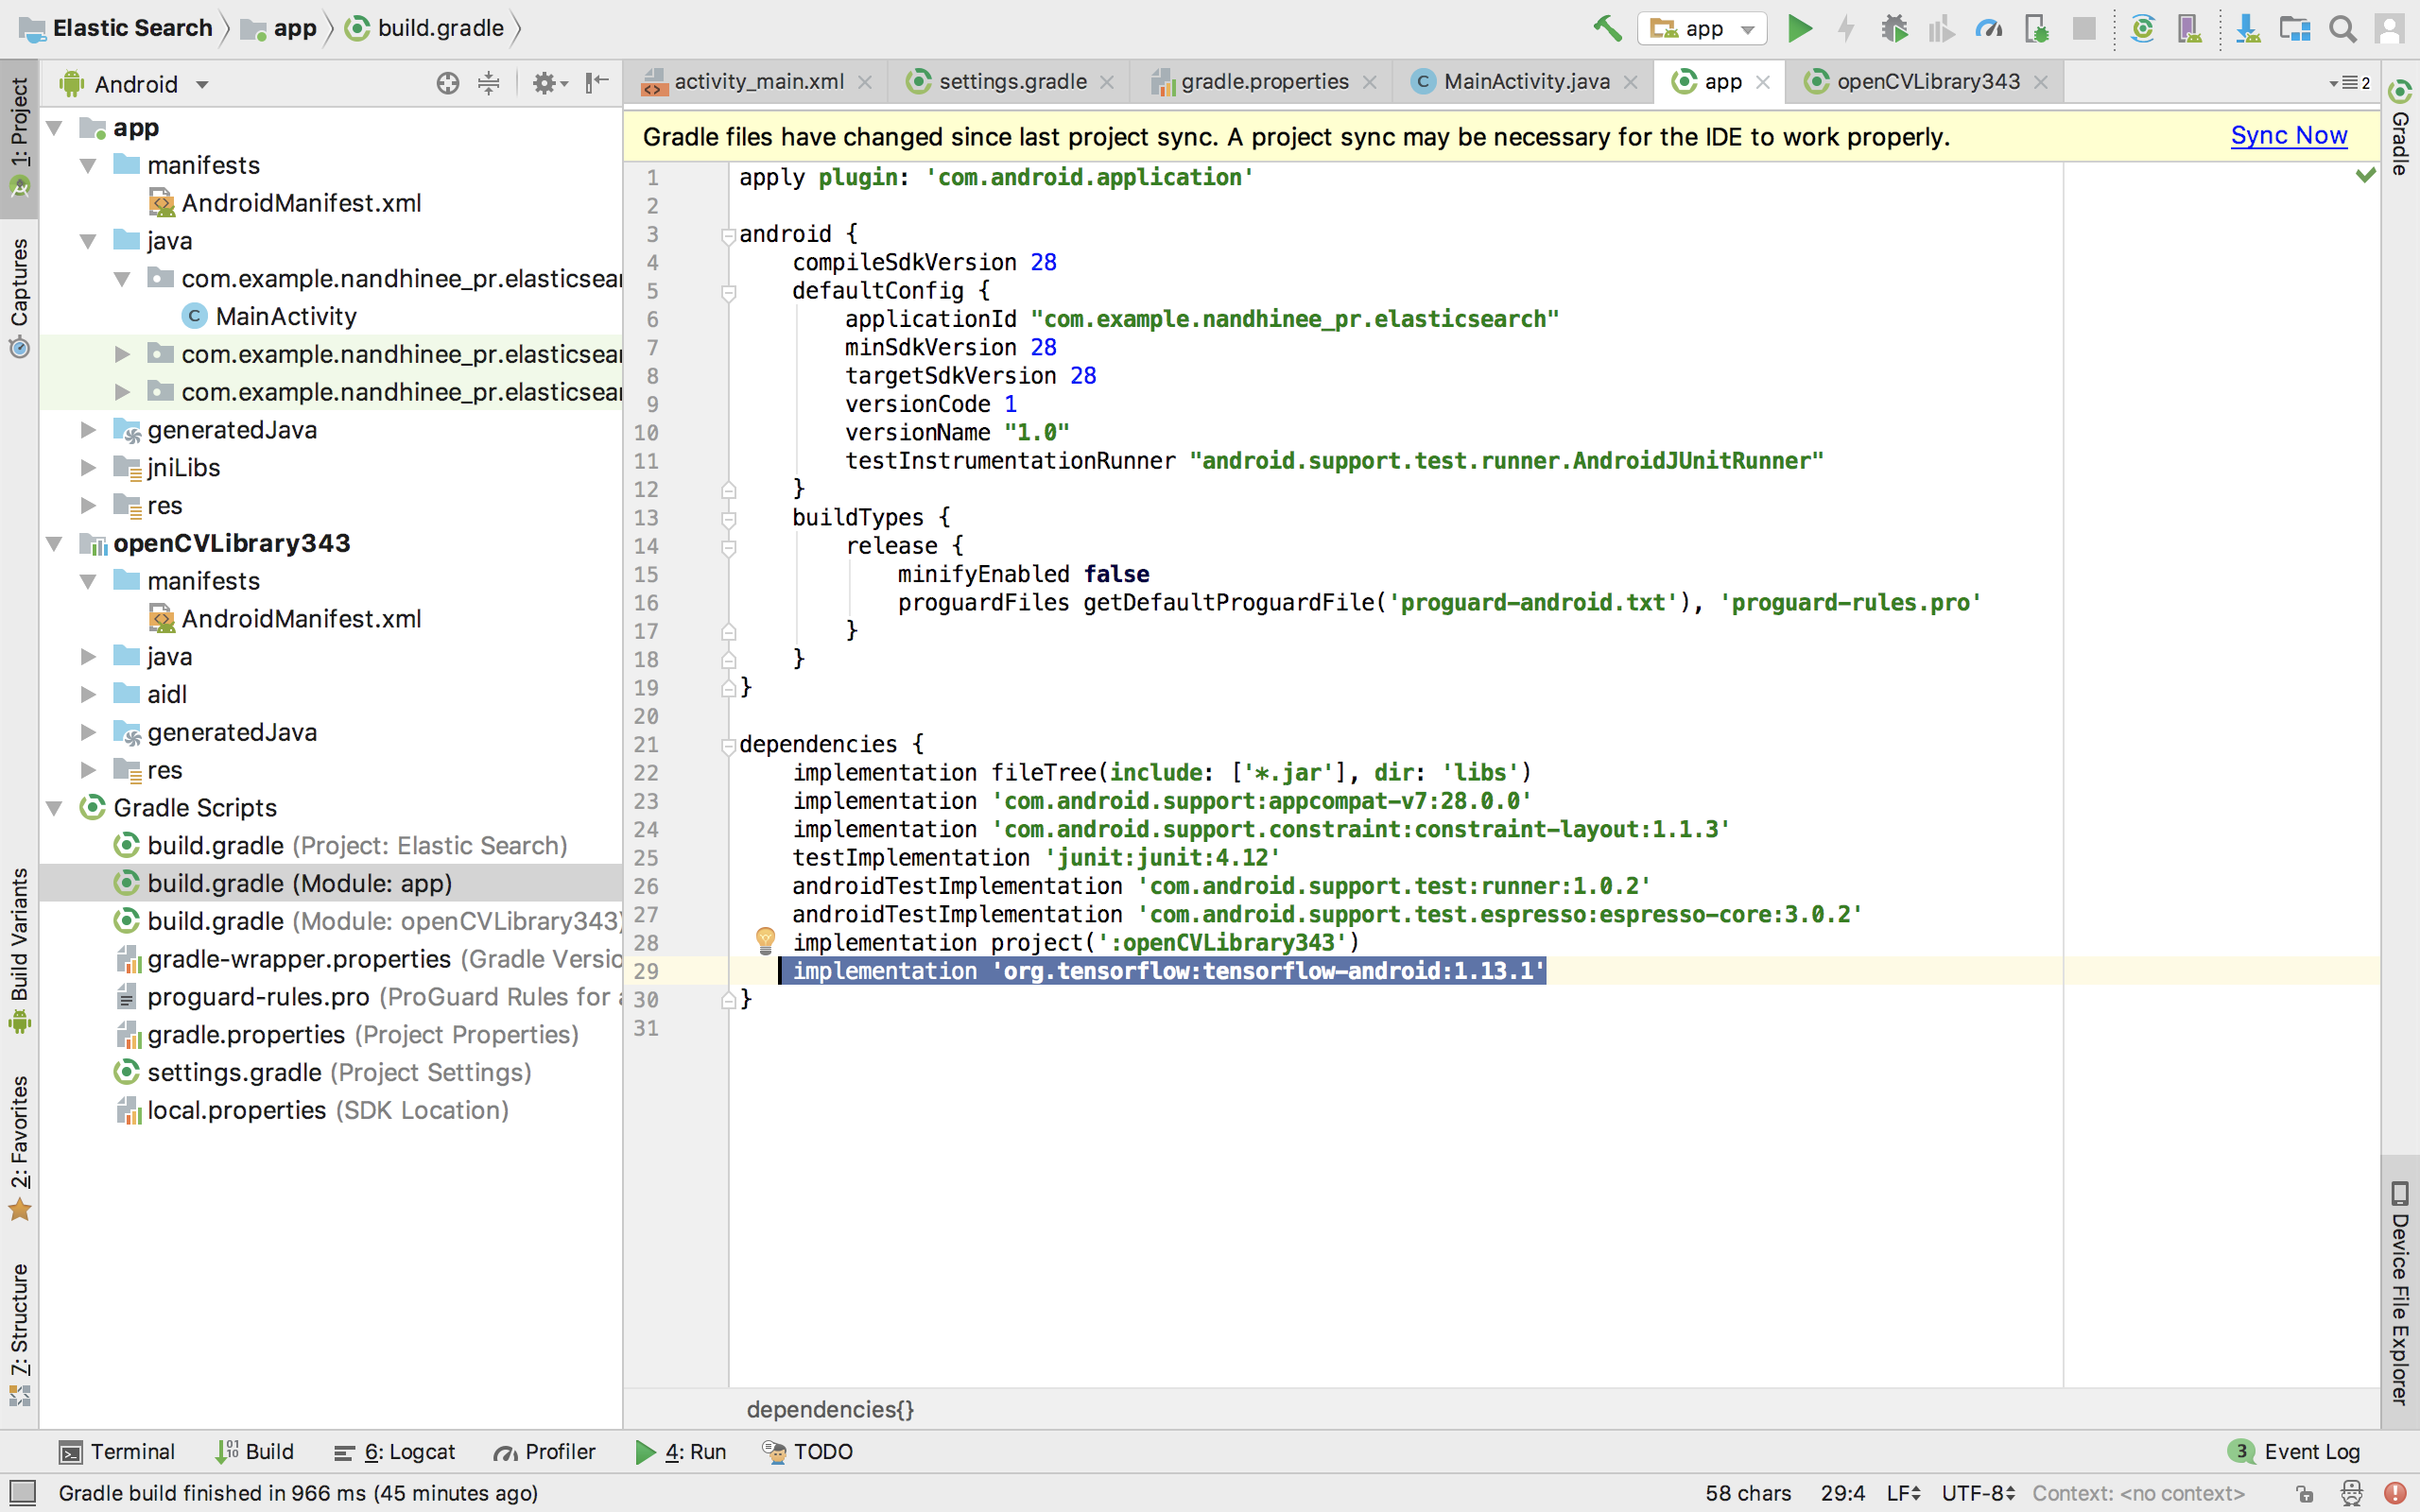 Elastic Search app build.gradle
app
1: Project
Captures
Build Variants
2: Favorites
7: Structure
Android
app
manifests
AndroidManifest.xml
java
com.example.nandhinee_pr.elasticsear
MainActivity
com.example.nandhinee_pr.elasticsear
com.example.nandhinee_pr.elasticsear
generatedJava
jniLibs
res
openCVLibrary343
manifests
AndroidManifest.xml
java
aidl
generatedJava
res
Gradle Scripts
build.gradle (Project: Elastic Search)
build.gradle (Module: app)
build.gradle (Module: openCVLibrary343)
gradle-wrapper.properties (Gradle Versio
proguard-rules.pro (ProGuard Rules for a
gradle.properties (Project Properties)
settings.gradle (Project Settings)
local.properties (SDK Location)
activity_main.xml settings.gradle gradle.properties MainActivity.java app openCVLibrary343 2
Gradle files have changed since last project sync. A project sync may be necessary for the IDE to work properly. Sync Now
1 apply plugin: 'com.android.application'
2
3 android {
4 compileSdkVersion 28
5 defaultConfig {
6 applicationId "com.example.nandhinee_pr.elasticsearch"
7 minSdkVersion 28
8 targetSdkVersion 28
9 versionCode 1
10 versionName "1.0"
11 testInstrumentationRunner "android.support.test.runner.AndroidJUnitRunner"
12 }
13 buildTypes {
14 release {
15 minifyEnabled false
16 proguardFiles getDefaultProguardFile('proguard-android.txt'), 'proguard-rules.pro'
17 }
18 }
19 }
20
21 dependencies {
22 implementation fileTree(include: ['*.jar'], dir: 'libs')
23 implementation 'com.android.support:appcompat-v7:28.0.0'
24 implementation 'com.android.support.constraint:constraint-layout:1.1.3'
25 testImplementation 'junit:junit:4.12'
26 androidTestImplementation 'com.android.support.test:runner:1.0.2'
27 androidTestImplementation 'com.android.support.test.espresso:espresso-core:3.0.2'
28 implementation project(':openCVLibrary343')
29 implementation 'org.tensorflow:tensorflow-android:1.13.1'
30 }
31
dependencies{}
Gradle
Device File Explorer
Terminal Build 6: Logcat Profiler 4: Run TODO 3 Event Log
Gradle build finished in 966 ms (45 minutes ago) 58 chars 29:4 LF UTF-8 Context: <no context>